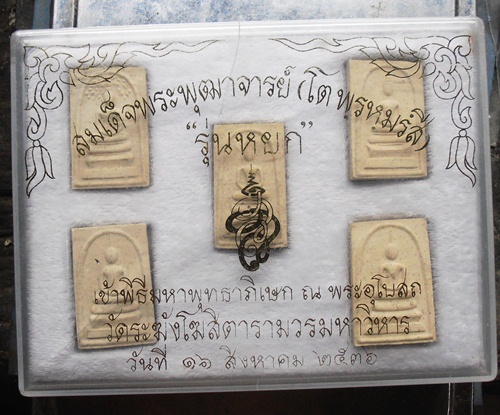 สมเด็จพระพุฒาจารย์ (โต พรหมรังสี)
"รุ่นหยก"
เข้าพิธีมหาพุทธาภิเษก ณ พระอุโบสถ
วัดระฆังโฆสิตารามวรมหาวิหาร
วันที่ ๑๖ สิงหาคม ๒๕๓๖